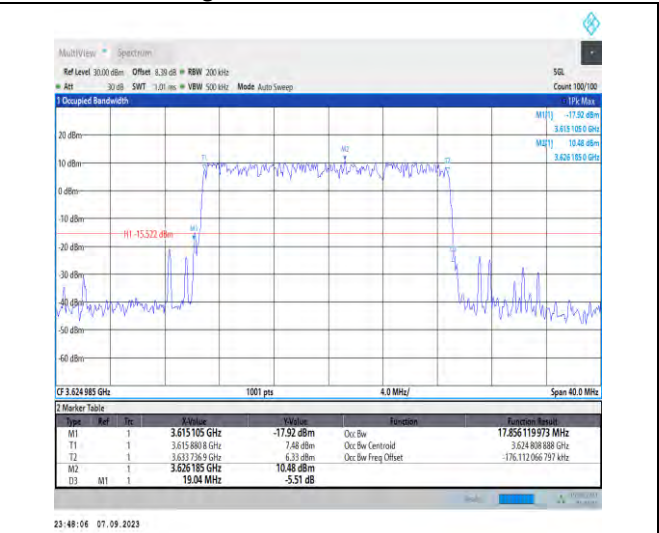 MultiView Spectrum
Ref Level 30.00 dBm Offset 8.39 dB RBW 200 kHz SGL
Att 30 dB SWT 1.01 ms VBW 500 kHz Mode Auto Sweep Count 100/100
1 Occupied Bandwidth 1Pk Max
M1[1] -17.92 dBm
3.615 105 0 GHz
M2[1] 10.48 dBm
3.626 185 0 GHz
20 dBm
M2
10 dBm
T1
0 dBm
-10 dBm
H1 -15.522 dBm
M1
-20 dBm
-30 dBm
-40 dBm
-50 dBm
-60 dBm
CF 3.624 985 GHz 1001 pts 4.0 MHz/ Span 40.0 MHz
2 Marker Table
Type Ref Trc X-Value Y-Value Function Function Result
M1 1 3.615105 GHz -17.92 dBm Occ Bw 17.856119973 MHz
T1 1 3.615 880 8 GHz 7.48 dBm Occ Bw Centroid 3.624 808 888 GHz
T2 1 3.633 736 9 GHz 6.33 dBm Occ Bw Freq Offset -176.112 066 797 kHz
M2 1 3.626185 GHz 10.48 dBm
D3 M1 1 19.04 MHz -5.51 dB
23:48:06 07.09.2023